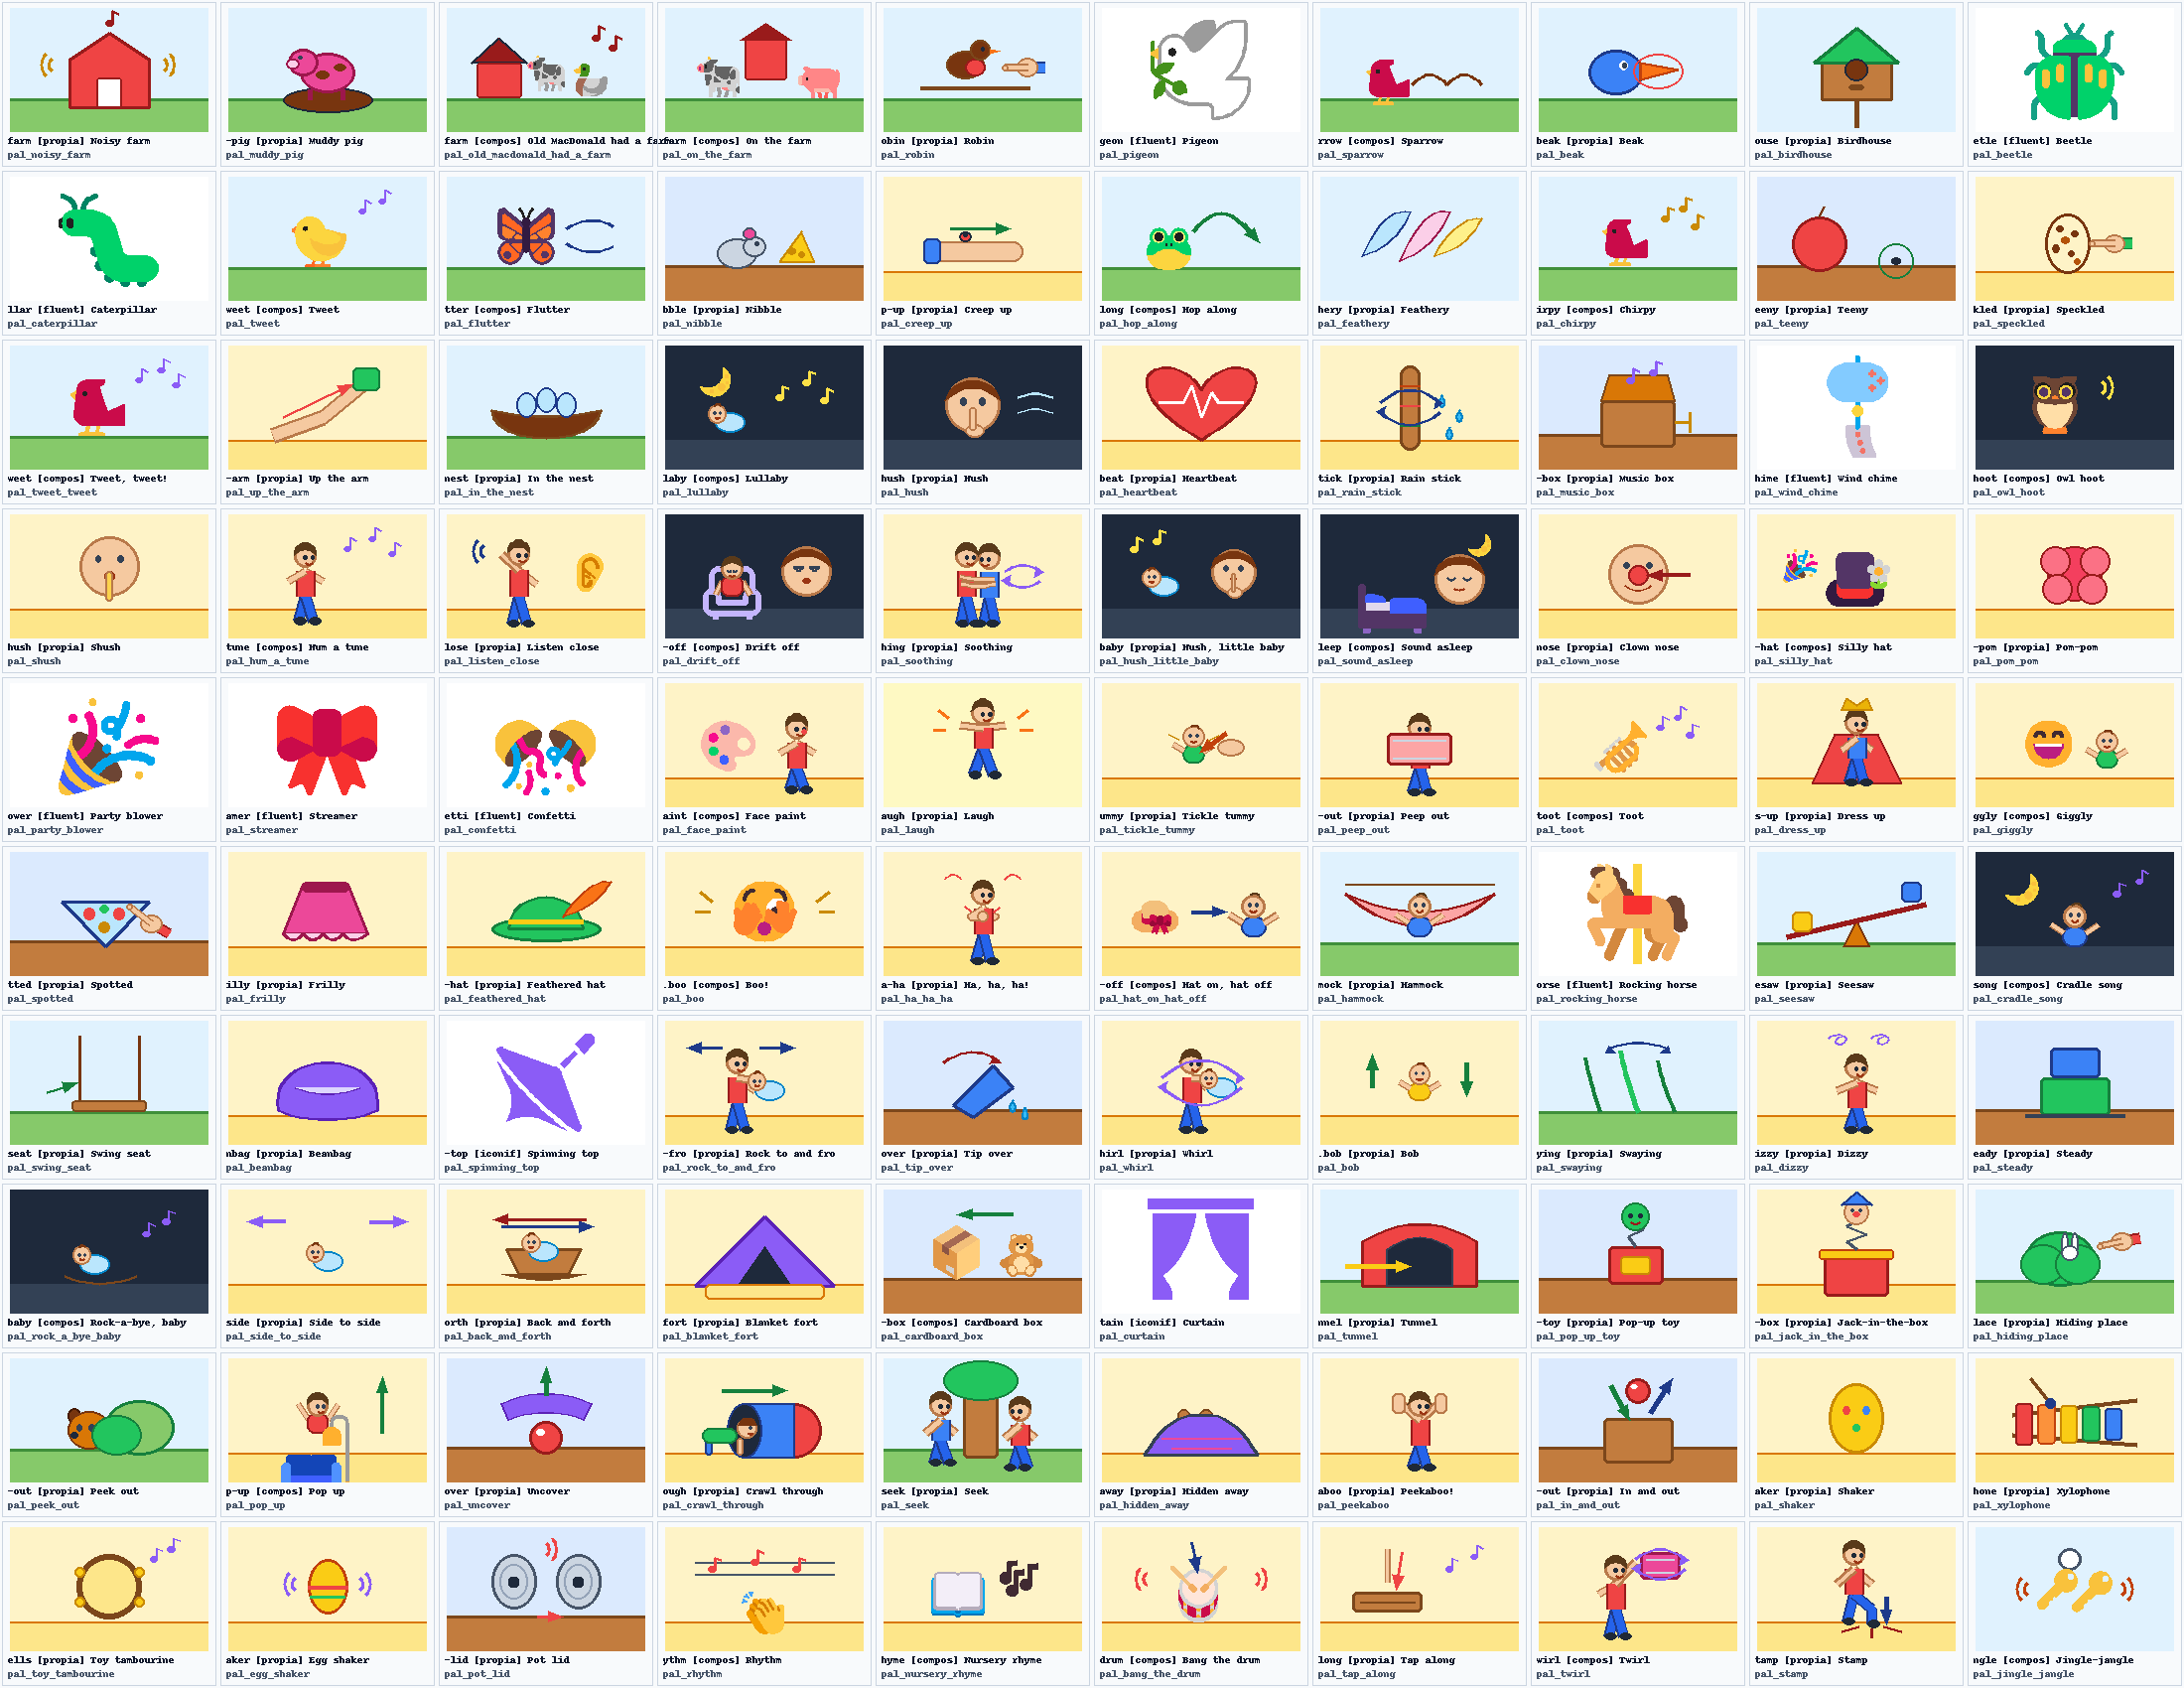 farm [propia] Noisy farm
pal_noisy_farm
-pig [propia] Muddy pig
pal_muddy_pig
farm [compos] Old MacDonald had a farm
pal_old_macdonald_had_a_farm
farm [compos] On the farm
pal_on_the_farm
obin [propia] Robin
pal_robin
geon [fluent] Pigeon
pal_pigeon
rrow [compos] Sparrow
pal_sparrow
beak [propia] Beak
pal_beak
ouse [propia] Birdhouse
pal_birdhouse
etle [fluent] Beetle
pal_beetle
llar [fluent] Caterpillar
pal_caterpillar
weet [compos] Tweet
pal_tweet
tter [compos] Flutter
pal_flutter
bble [propia] Nibble
pal_nibble
p-up [propia] Creep up
pal_creep_up
long [compos] Hop along
pal_hop_along
hery [propia] Feathery
pal_feathery
irpy [compos] Chirpy
pal_chirpy
eeny [propia] Teeny
pal_teeny
kled [propia] Speckled
pal_speckled
weet [compos] Tweet, tweet!
pal_tweet_tweet
-arm [propia] Up the arm
pal_up_the_arm
nest [propia] In the nest
pal_in_the_nest
laby [compos] Lullaby
pal_lullaby
hush [propia] Hush
pal_hush
beat [propia] Heartbeat
pal_heartbeat
tick [propia] Rain stick
pal_rain_stick
-box [propia] Music box
pal_music_box
hime [fluent] Wind chime
pal_wind_chime
hoot [compos] Owl hoot
pal_owl_hoot
hush [propia] Shush
pal_shush
tune [compos] Hum a tune
pal_hum_a_tune
lose [propia] Listen close
pal_listen_close
-off [compos] Drift off
pal_drift_off
hing [propia] Soothing
pal_soothing
baby [propia] Hush, little baby
pal_hush_little_baby
leep [compos] Sound asleep
pal_sound_asleep
nose [propia] Clown nose
pal_clown_nose
-hat [compos] Silly hat
pal_silly_hat
-pom [propia] Pom-pom
pal_pom_pom
ower [fluent] Party blower
pal_party_blower
amer [fluent] Streamer
pal_streamer
etti [fluent] Confetti
pal_confetti
aint [compos] Face paint
pal_face_paint
augh [propia] Laugh
pal_laugh
ummy [propia] Tickle tummy
pal_tickle_tummy
-out [propia] Peep out
pal_peep_out
toot [compos] Toot
pal_toot
s-up [propia] Dress up
pal_dress_up
ggly [compos] Giggly
pal_giggly
tted [propia] Spotted
pal_spotted
illy [propia] Frilly
pal_frilly
-hat [propia] Feathered hat
pal_feathered_hat
.boo [compos] Boo!
pal_boo
a-ha [propia] Ha, ha, ha!
pal_ha_ha_ha
-off [compos] Hat on, hat off
pal_hat_on_hat_off
mock [propia] Hammock
pal_hammock
orse [fluent] Rocking horse
pal_rocking_horse
esaw [propia] Seesaw
pal_seesaw
song [compos] Cradle song
pal_cradle_song
seat [propia] Swing seat
pal_swing_seat
nbag [propia] Beanbag
pal_beanbag
-top [iconif] Spinning top
pal_spinning_top
-fro [propia] Rock to and fro
pal_rock_to_and_fro
over [propia] Tip over
pal_tip_over
hirl [propia] Whirl
pal_whirl
.bob [propia] Bob
pal_bob
ying [propia] Swaying
pal_swaying
izzy [propia] Dizzy
pal_dizzy
eady [propia] Steady
pal_steady
baby [compos] Rock-a-bye, baby
pal_rock_a_bye_baby
side [propia] Side to side
pal_side_to_side
orth [propia] Back and forth
pal_back_and_forth
fort [propia] Blanket fort
pal_blanket_fort
-box [compos] Cardboard box
pal_cardboard_box
tain [iconif] Curtain
pal_curtain
nnel [propia] Tunnel
pal_tunnel
-toy [propia] Pop-up toy
pal_pop_up_toy
-box [propia] Jack-in-the-box
pal_jack_in_the_box
lace [propia] Hiding place
pal_hiding_place
-out [propia] Peek out
pal_peek_out
p-up [compos] Pop up
pal_pop_up
over [propia] Uncover
pal_uncover
ough [propia] Crawl through
pal_crawl_through
seek [propia] Seek
pal_seek
away [propia] Hidden away
pal_hidden_away
aboo [propia] Peekaboo!
pal_peekaboo
-out [propia] In and out
pal_in_and_out
aker [propia] Shaker
pal_shaker
hone [propia] Xylophone
pal_xylophone
ells [propia] Toy tambourine
pal_toy_tambourine
aker [propia] Egg shaker
pal_egg_shaker
-lid [propia] Pot lid
pal_pot_lid
ythm [compos] Rhythm
pal_rhythm
hyme [compos] Nursery rhyme
pal_nursery_rhyme
drum [compos] Bang the drum
pal_bang_the_drum
long [propia] Tap along
pal_tap_along
wirl [compos] Twirl
pal_twirl
tamp [propia] Stamp
pal_stamp
ngle [compos] Jingle-jangle
pal_jingle_jangle